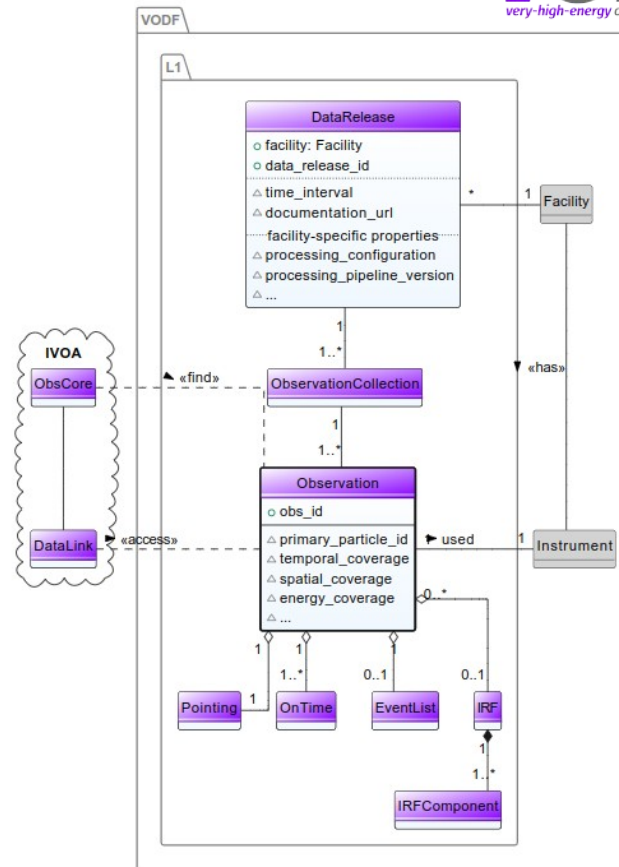 very-high-energy
VODF
L1
DataRelease
facility: Facility
data_release_id
time_interval
documentation_url
facility-specific properties
processing_configuration
processing_pipeline_version
...
*
1
Facility
1
1..*
IVOA
ObsCore
«find»
ObservationCollection
«has»
1
1..*
Observation
obs_id
DataLink
«access»
primary_particle_id
temporal_coverage
spatial_coverage
energy_coverage
...
used
1
Instrument
0..*
1
1
1
1
1..*
0..1
0..1
Pointing
OnTime
EventList
IRF
1
1..*
IRFComponent